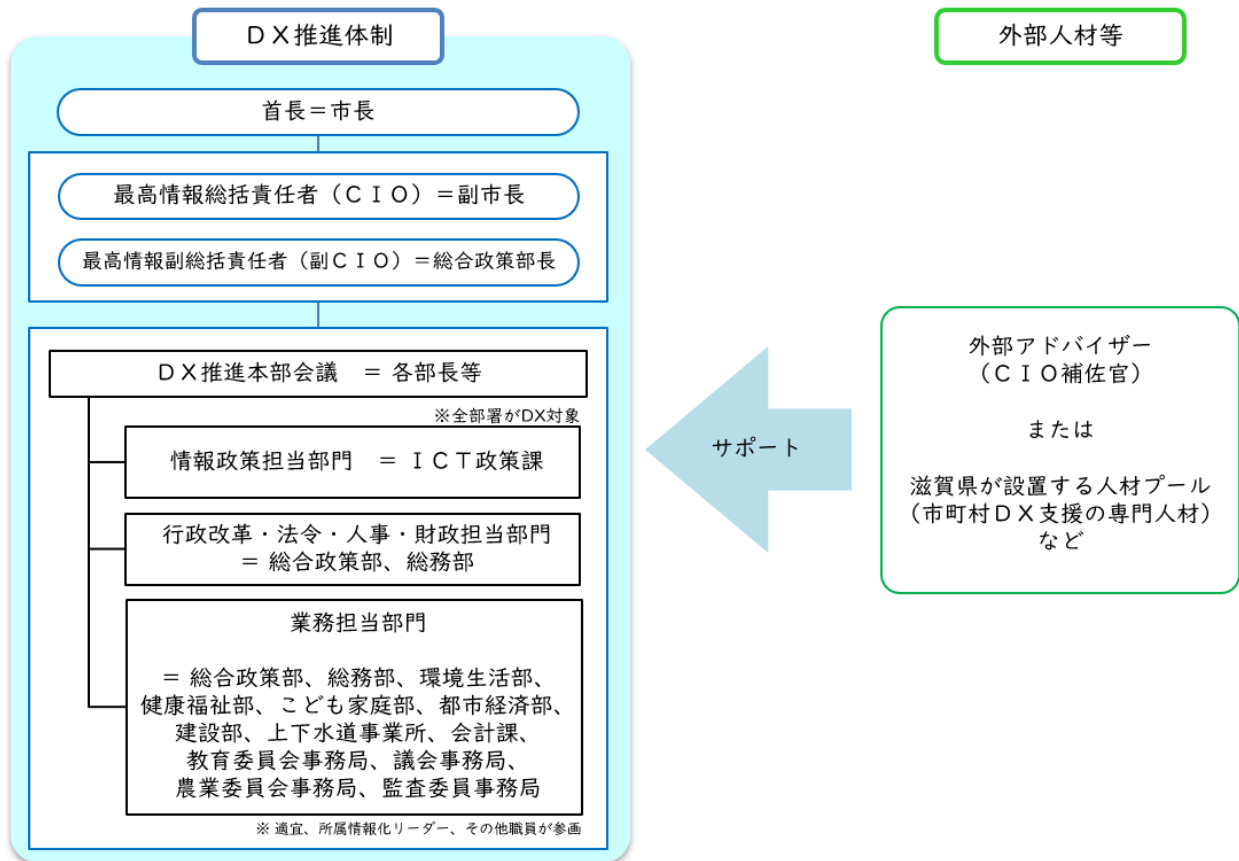 ＤＸ推進体制
首長＝市長
最高情報総括責任者（ＣＩＯ）＝副市長
最高情報副総括責任者（副ＣＩＯ）＝総合政策部長
ＤＸ推進本部会議　＝ 各部長等
※全部署がDX対象
情報政策担当部門　＝ ＩＣＴ政策課
行政改革・法令・人事・財政担当部門
＝ 総合政策部、総務部
業務担当部門
＝ 総合政策部、総務部、環境生活部、
健康福祉部、こども家庭部、都市経済部、
建設部、上下水道事業所、会計課、
教育委員会事務局、議会事務局、
農業委員会事務局、監査委員事務局
※ 適宜、所属情報化リーダー、その他職員が参画
サポート
外部人材等
外部アドバイザー
（ＣＩＯ補佐官）
または
滋賀県が設置する人材プール
（市町村ＤＸ支援の専門人材）
など